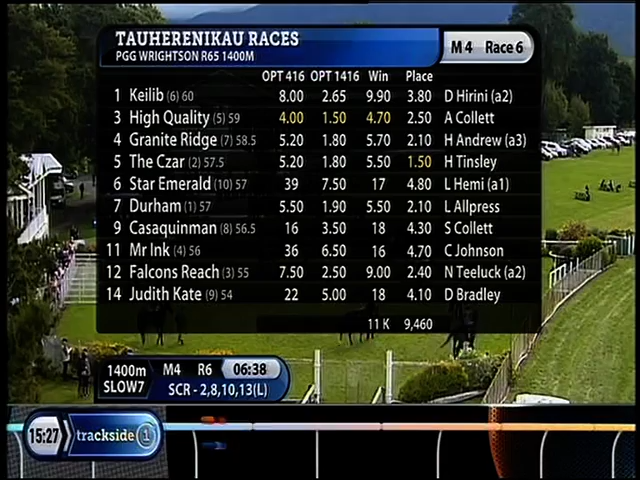 TAUHERENIKAU RACES
PGG WRIGHTSON R65 1400M
M 4 Race 6
OPT 416 OPT 1416 Win Place
1 Keilib (6) 60 8.00 2.65 9.90 3.80 D Hirini (a2)
3 High Quality (5) 59 4.00 1.50 4.70 2.50 A Collett
4 Granite Ridge (7) 58.5 5.20 1.80 5.70 2.10 H Andrew (a3)
5 The Czar (2) 57.5 5.20 1.80 5.50 1.50 H Tinsley
6 Star Emerald (10) 57 39 7.50 17 4.80 L Hemi (a1)
7 Durham (1) 57 5.50 1.90 5.50 2.10 L Allpress
9 Casaquinman (8) 56.5 16 3.50 18 4.30 S Collett
11 Mr Ink (4) 56 36 6.50 16 4.70 C Johnson
12 Falcons Reach (3) 55 7.50 2.50 9.00 2.40 N Teeluck (a2)
14 Judith Kate (9) 54 22 5.00 18 4.10 D Bradley
11 K 9,460
1400m M4 R6 06:38
SLOW7 SCR - 2,8,10,13(L)
15:27 trackside 1